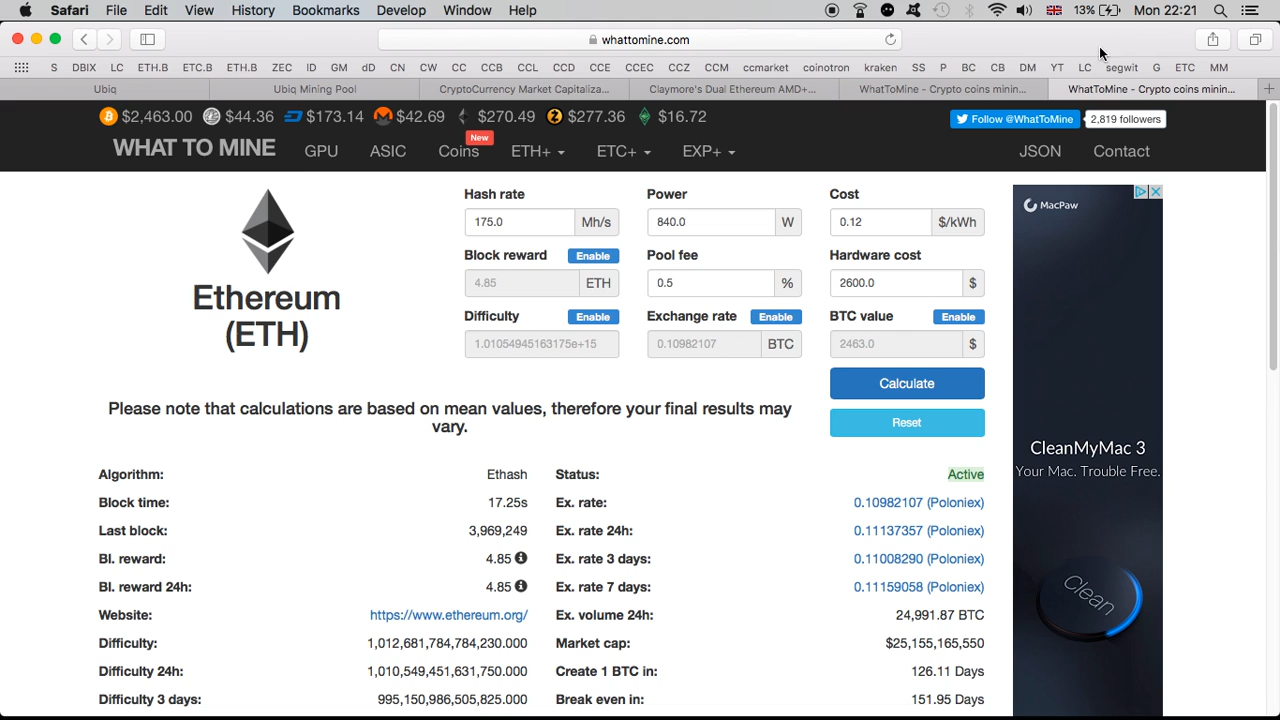 Safari File Edit View History Bookmarks Develop Window Help 13% Mon 22:21
whattomine.com
S DBIX LC ETH.B ETC.B ETH.B ZEC ID GM dD CN CW CC CCB CCL CCD CCE CCEC CCZ CCM ccmarket coinotron kraken SS P BC CB DM YT LC segwit G ETC MM
Ubiq Ubiq Mining Pool CryptoCurrency Market Capitaliza... Claymore's Dual Ethereum AMD+... WhatToMine - Crypto coins minin... WhatToMine - Crypto coins minin...
$2,463.00 $44.36 $173.14 $42.69 $270.49 $277.36 $16.72 Follow @WhatToMine 2,819 followers
New
WHAT TO MINE GPU ASIC Coins ETH+ ETC+ EXP+ JSON Contact
Hash rate Power Cost
175.0 Mh/s 840.0 W 0.12 $/kWh
Block reward Enable Pool fee Hardware cost
4.85 ETH 0.5 % 2600.0 $
Difficulty Enable Exchange rate Enable BTC value Enable
1.01054945163175e+15 0.10982107 BTC 2463.0 $
Ethereum
(ETH)
Calculate
Reset
Please note that calculations are based on mean values, therefore your final results may
vary.
Algorithm: Ethash Status: Active
Block time: 17.25s Ex. rate: 0.10982107 (Poloniex)
Last block: 3,969,249 Ex. rate 24h: 0.11137357 (Poloniex)
Bl. reward: 4.85 Ex. rate 3 days: 0.11008290 (Poloniex)
Bl. reward 24h: 4.85 Ex. rate 7 days: 0.11159058 (Poloniex)
Website: https://www.ethereum.org/ Ex. volume 24h: 24,991.87 BTC
Difficulty: 1,012,681,784,784,230.000 Market cap: $25,155,165,550
Difficulty 24h: 1,010,549,451,631,750.000 Create 1 BTC in: 126.11 Days
Difficulty 3 days: 995,150,986,505,825.000 Break even in: 151.95 Days
MacPaw
CleanMyMac 3
Your Mac. Trouble Free.
Clean